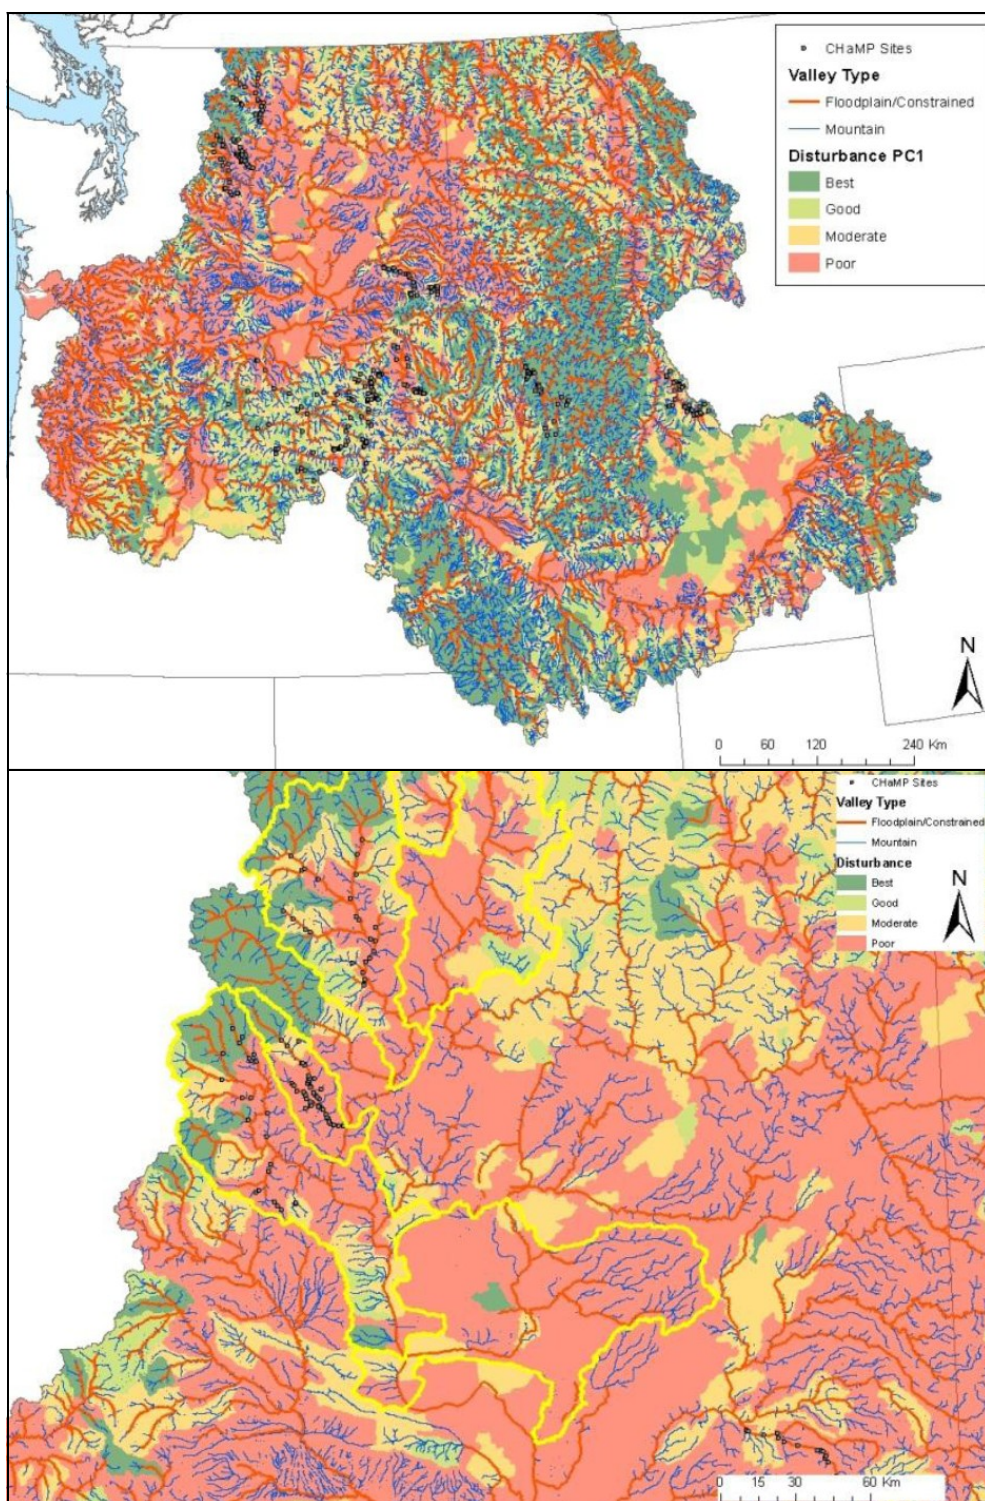 CHaMP Sites
Valley Type
Floodplain/Constrained
Mountain
Disturbance PC1
Best
Good
Moderate
Poor
N
0 60 120 240 Km
CHaMP Sites
Valley Type
Floodplain/Constrained
Mountain
Disturbance
Best
Good
Moderate
Poor
N
0 15 30 60 Km